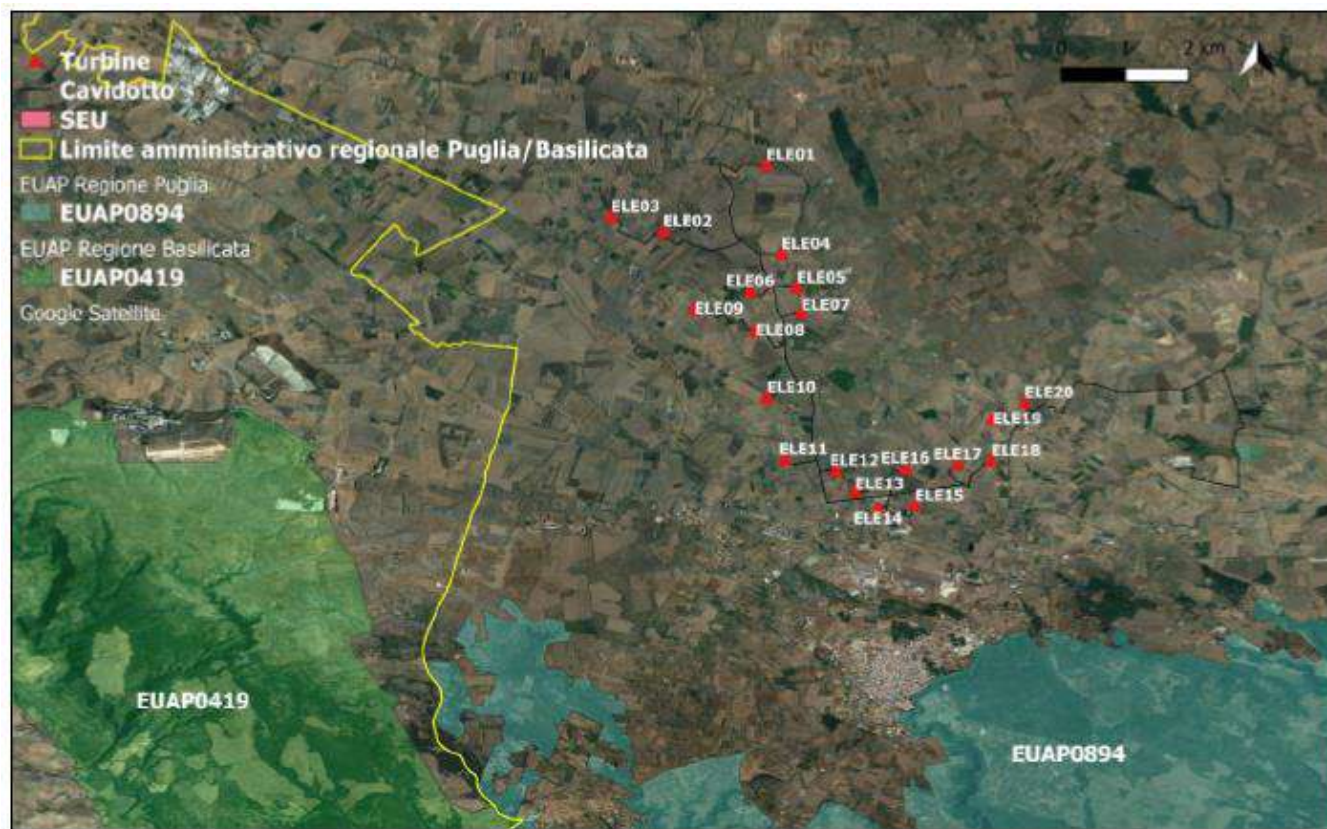 Turbine
Cavidotto
SEU
Limite amministrativo regionale Puglia/Basilicata
EUAP Regione Puglia
EUAP0894
EUAP Regione Basilicata
EUAP0419
Google Satellite
0 1 2 km
ELE01
ELE03
ELE02
ELE04
ELE05
ELE06
ELE09
ELE07
ELE08
ELE10
ELE20
ELE19
ELE11
ELE12
ELE16
ELE17
ELE18
ELE13
ELE15
ELE14
EUAP0419
EUAP0894